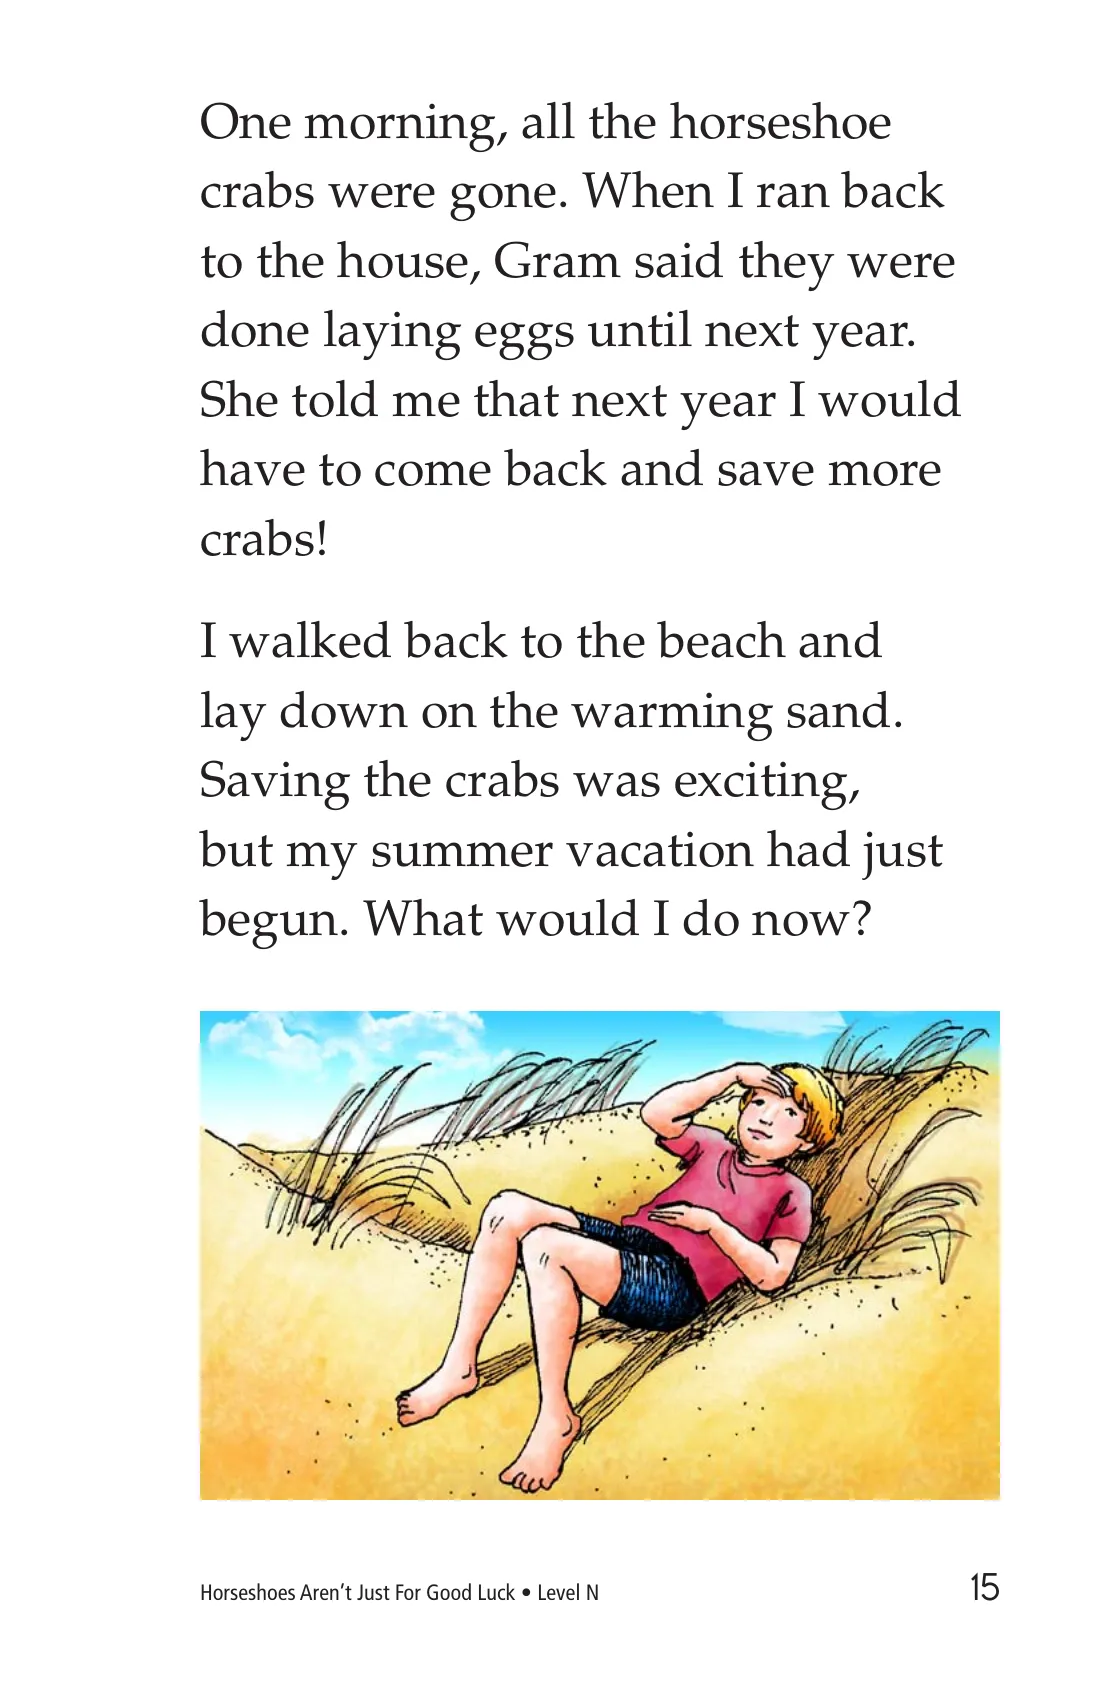 One morning, all the horseshoe
crabs were gone. When I ran back
to the house, Gram said they were
done laying eggs until next year.
She told me that next year I would
have to come back and save more
crabs!
I walked back to the beach and
lay down on the warming sand.
Saving the crabs was exciting,
but my summer vacation had just
begun. What would I do now?
Horseshoes Aren’t Just For Good Luck • Level N
15